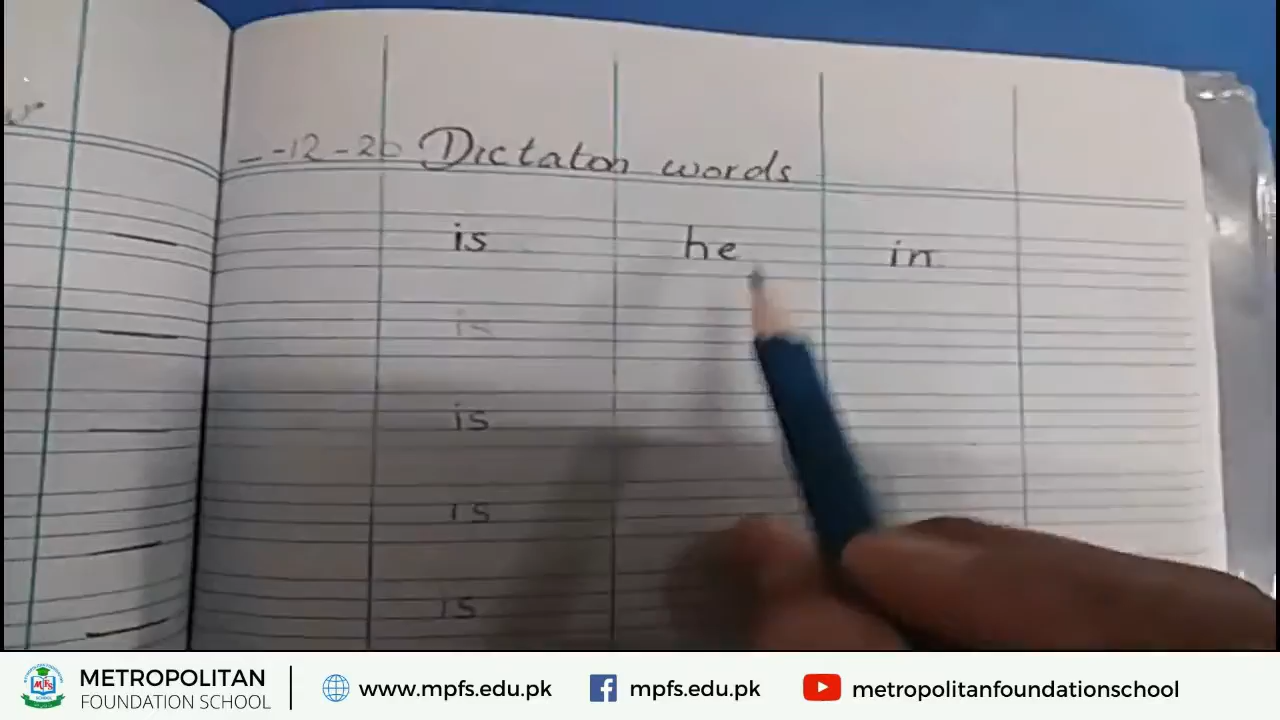 _-12-20 Dictaton words
is he in
is
is
is
is
METROPOLITAN
FOUNDATION SCHOOL
www.mpfs.edu.pk
mpfs.edu.pk
metropolitanfoundationschool